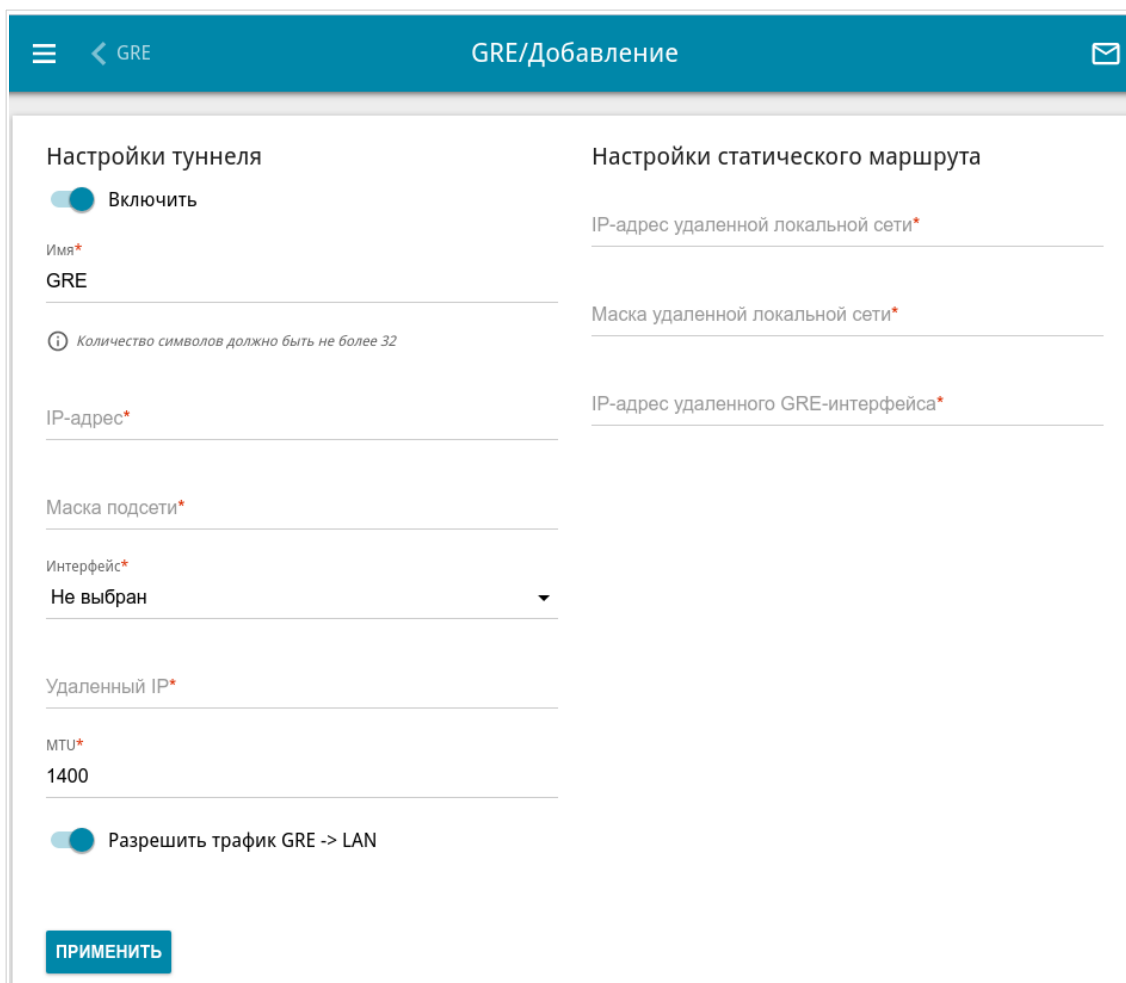 GRE
GRE/Добавление
Настройки туннеля
Включить
Имя*
GRE
Количество символов должно быть не более 32
IP-адрес*
Маска подсети*
Интерфейс*
Не выбран
Удаленный IP*
MTU*
1400
Разрешить трафик GRE -> LAN
ПРИМЕНИТЬ
Настройки статического маршрута
IP-адрес удаленной локальной сети*
Маска удаленной локальной сети*
IP-адрес удаленного GRE-интерфейса*